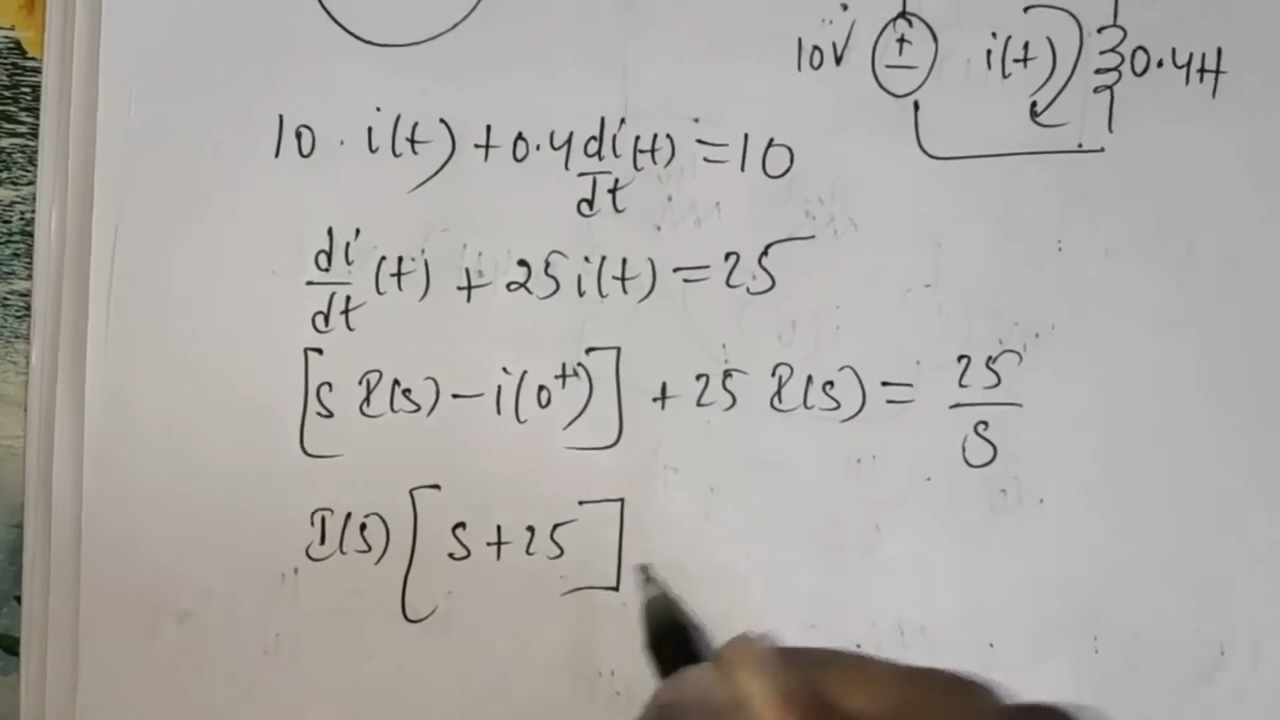 10V + - i(t) 0.4H
10 . i(t) + 0.4 di(t)/dt = 10
di/dt (t) + 25 i(t) = 25
[S I(s) - i(0+)] + 25 I(s) = 25/S
I(s) [S + 25]